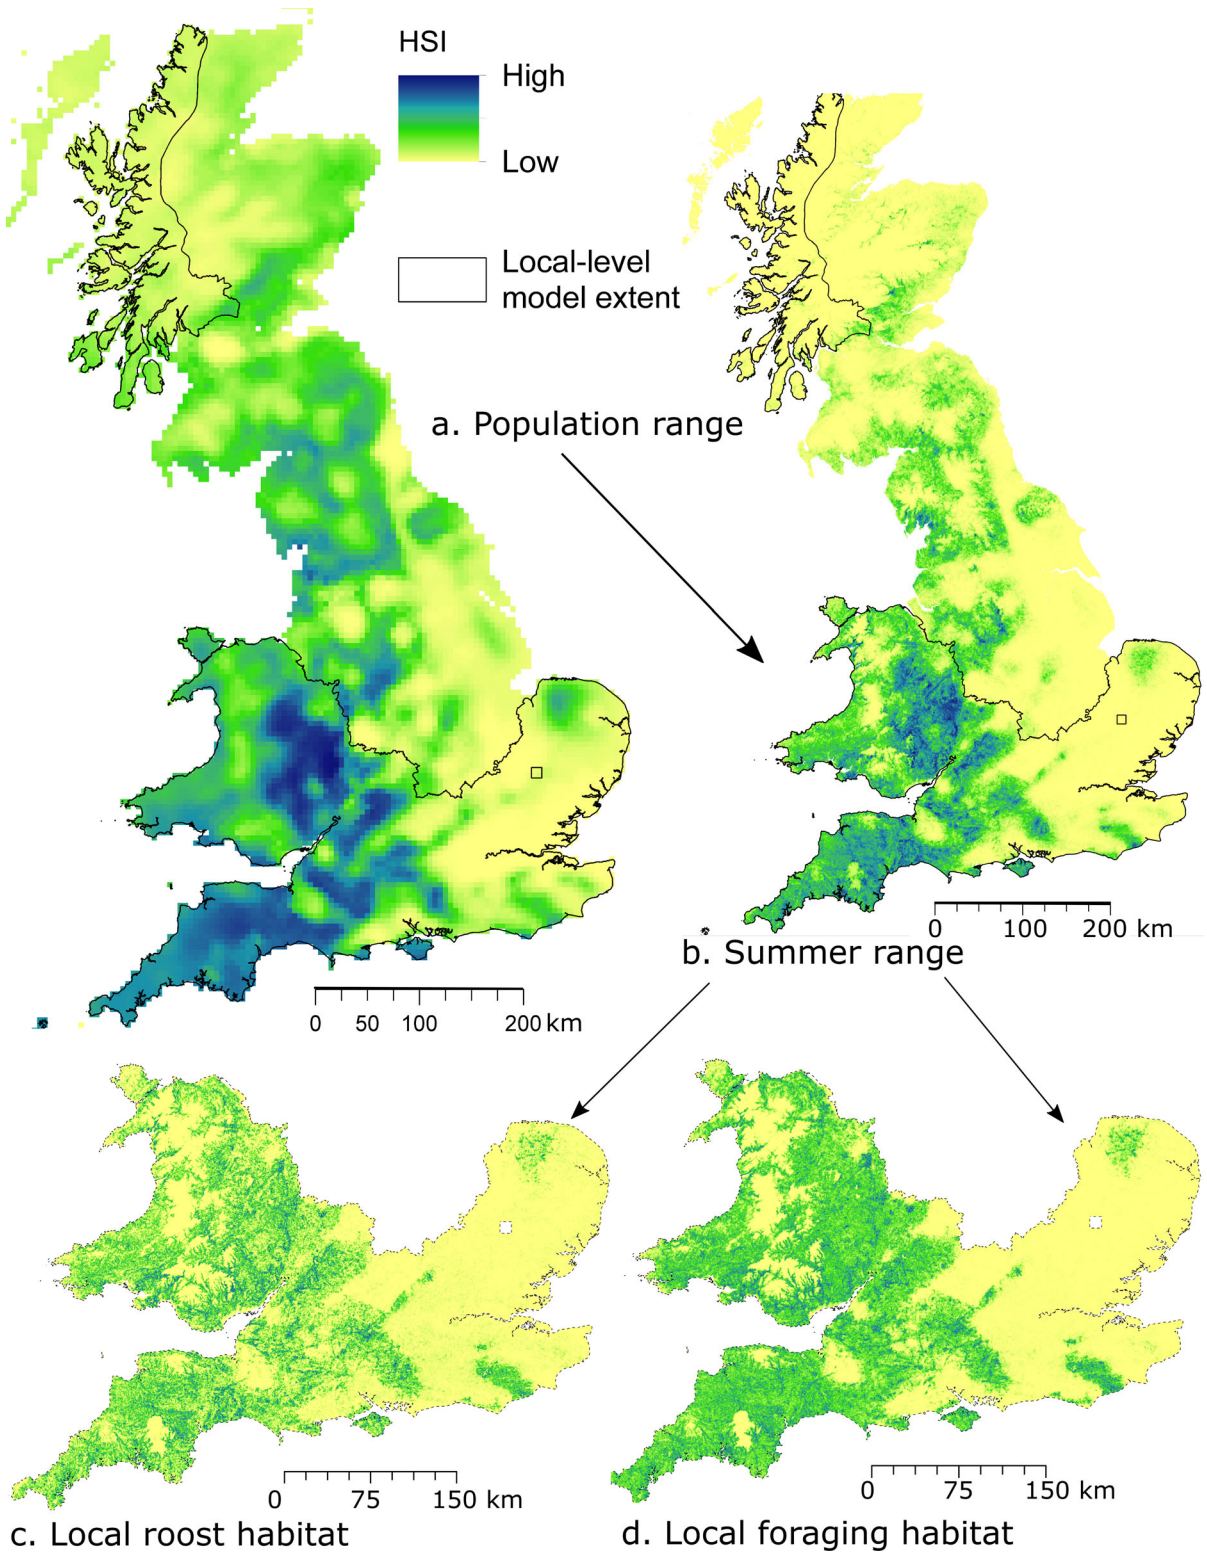 HSI
High
Low
Local-level
model extent
a. Population range
0 50 100 200 km
0 100 200
km
b. Summer range
0 75 150 km
c. Local roost habitat
0 75 150 km
d. Local foraging habitat